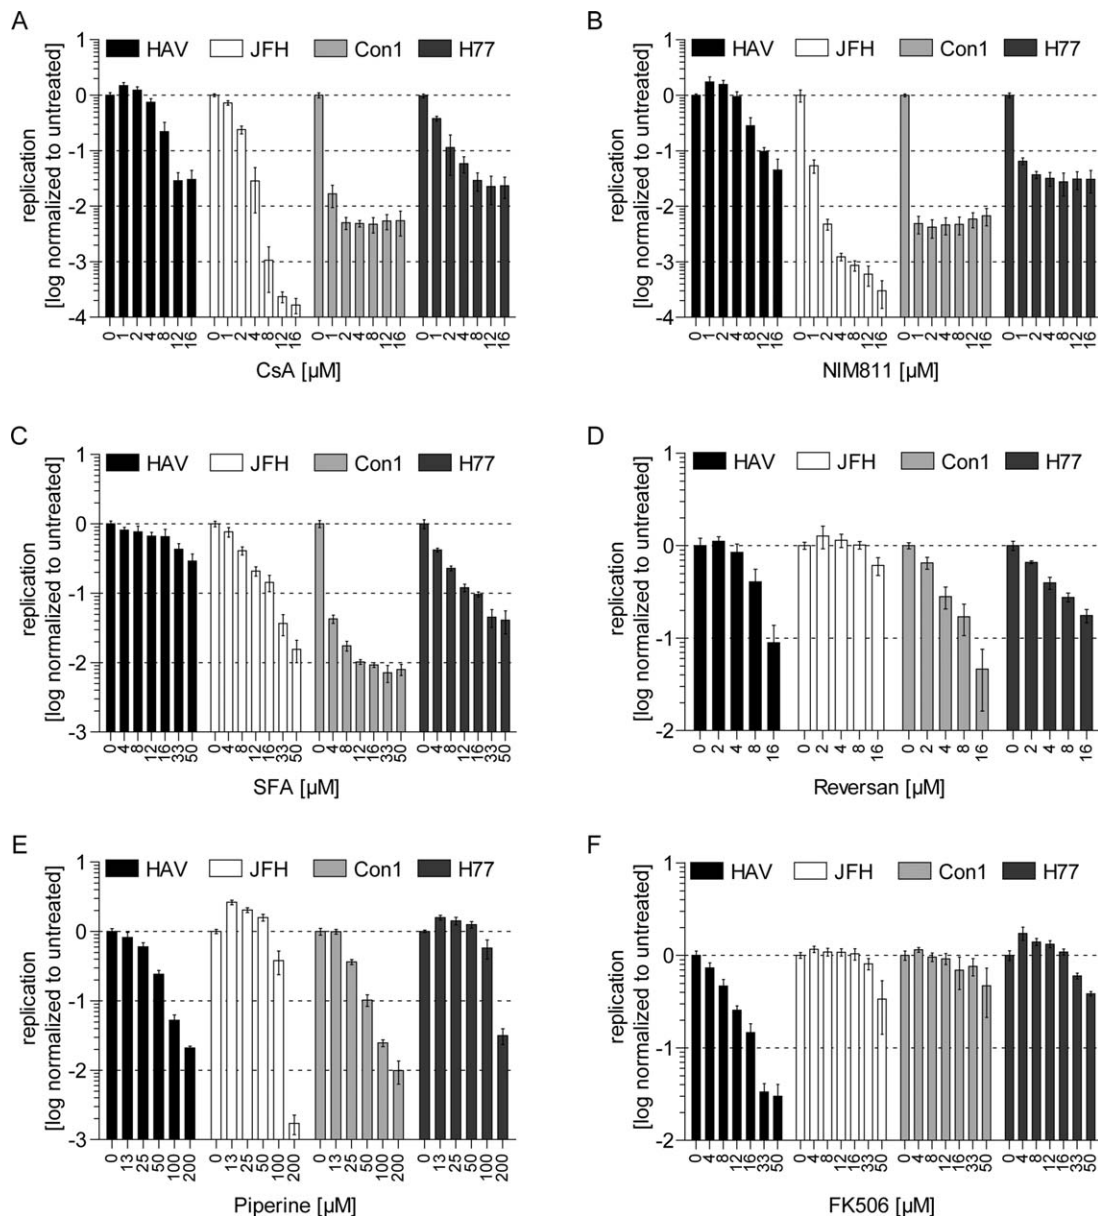 A
HAV JFH Con1 H77
replication
[log normalized to untreated]
1
0
-1
-2
-3
-4
0 1 2 4 8 12 16 0 1 2 4 8 12 16 0 1 2 4 8 12 16 0 1 2 4 8 12 16
CsA [µM]
B
HAV JFH Con1 H77
replication
[log normalized to untreated]
1
0
-1
-2
-3
-4
0 1 2 4 8 12 16 0 1 2 4 8 12 16 0 1 2 4 8 12 16 0 1 2 4 8 12 16
NIM811 [µM]
C
HAV JFH Con1 H77
replication
[log normalized to untreated]
1
0
-1
-2
-3
0 4 8 12 16 33 50 0 4 8 12 16 33 50 0 4 8 12 16 33 50 0 4 8 12 16 33 50
SFA [µM]
D
HAV JFH Con1 H77
replication
[log normalized to untreated]
1
0
-1
-2
0 2 4 8 16 0 2 4 8 16 0 2 4 8 16 0 2 4 8 16
Reversan [µM]
E
HAV JFH Con1 H77
replication
[log normalized to untreated]
1
0
-1
-2
-3
0 13 25 50 100 200 0 13 25 50 100 200 0 13 25 50 100 200 0 13 25 50 100 200
Piperine [µM]
F
HAV JFH Con1 H77
replication
[log normalized to untreated]
1
0
-1
-2
0 4 8 12 16 33 50 0 4 8 12 16 33 50 0 4 8 12 16 33 50 0 4 8 12 16 33 50
FK506 [µM]